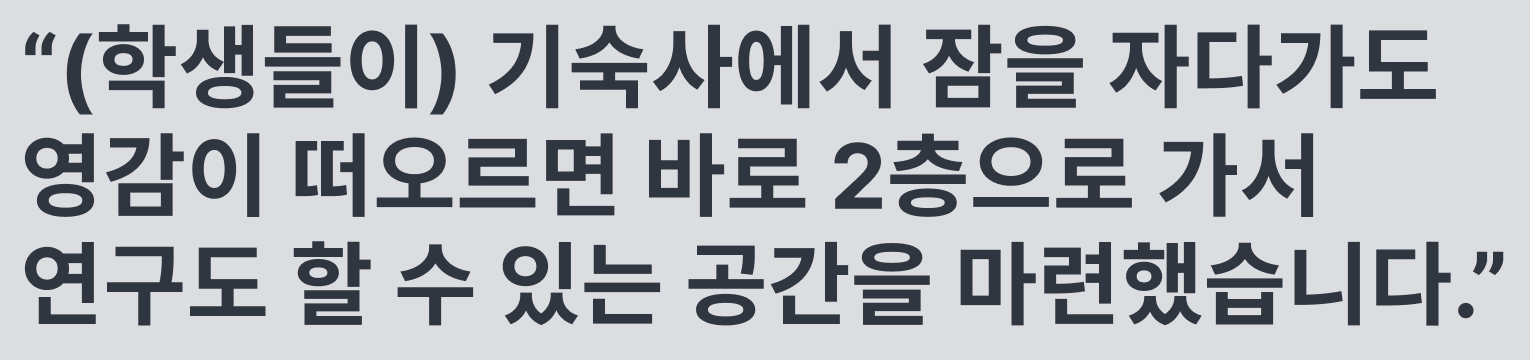 “(학생들이) 기숙사에서 잠을 자다가도
영감이 떠오르면 바로 2층으로 가서
연구도 할 수 있는 공간을 마련했습니다.”